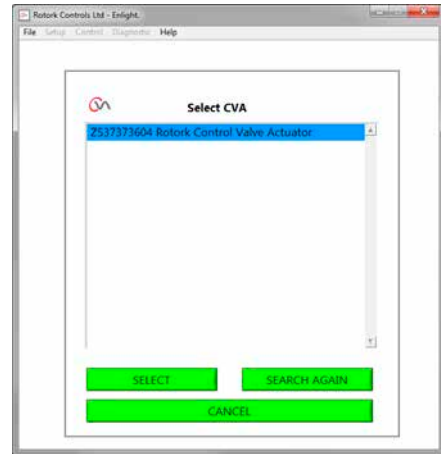 Rotork Controls Ltd - Enlight.
File Setup Control Diagnostic Help
Select CVA
Z537373604 Rotork Control Valve Actuator
SELECT
SEARCH AGAIN
CANCEL